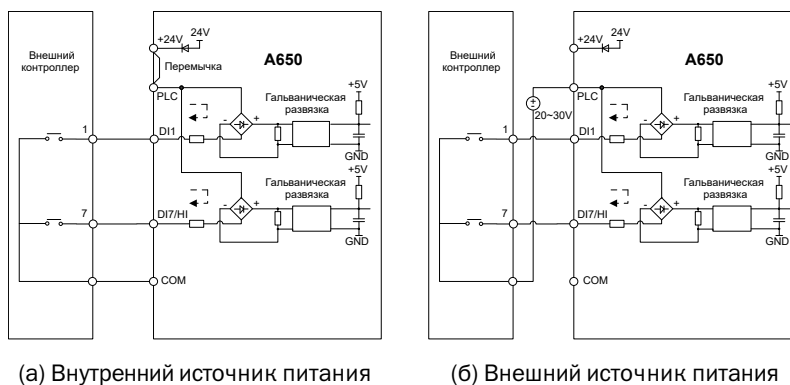 24V
+24V
A650
Внешний
контроллер
Перемычка
+5V
PLC
Гальваническая
развязка
1
DI1
-
+
GND
+5V
Гальваническая
развязка
7
DI7/HI
-
+
GND
COM
(а) Внутренний источник питания
24V
+24V
A650
Внешний
контроллер
+5V
PLC
Гальваническая
развязка
20~30V
1
DI1
-
+
GND
+5V
Гальваническая
развязка
7
DI7/HI
-
+
GND
COM
(б) Внешний источник питания